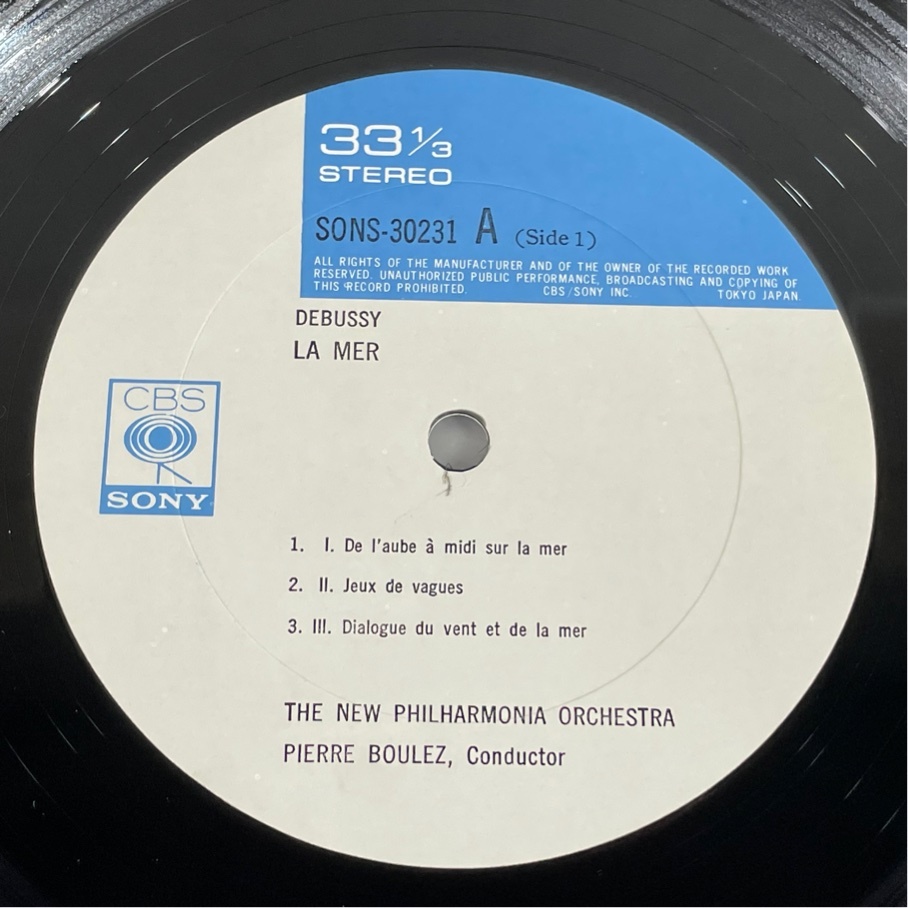 33 1/3
STEREO
SONS-30231 A (Side 1)
ALL RIGHTS OF THE MANUFACTURER AND OF THE OWNER OF THE RECORDED WORK
RESERVED. UNAUTHORIZED PUBLIC PERFORMANCE, BROADCASTING AND COPYING OF
THIS RECORD PROHIBITED. CBS/SONY INC. TOKYO JAPAN.
DEBUSSY
LA MER
CBS
SONY
1. I. De l'aube à midi sur la mer
2. II. Jeux de vagues
3. III. Dialogue du vent et de la mer
THE NEW PHILHARMONIA ORCHESTRA
PIERRE BOULEZ, Conductor